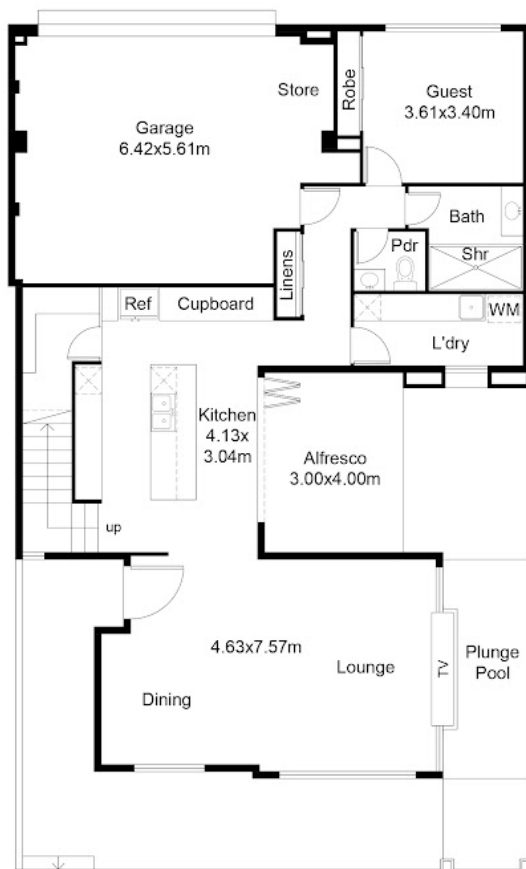 Store
Robe
Guest
3.61x3.40m
Garage
6.42x5.61m
Bath
Pdr
Shr
Linens
Ref
Cupboard
WM
L'dry
Kitchen
4.13x
3.04m
Alfresco
3.00x4.00m
up
4.63x7.57m
Lounge
TV
Plunge
Pool
Dining